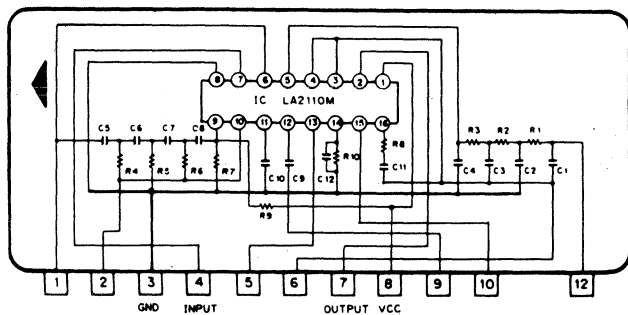 8 7 6 5 4 3 2 1
IC LA2110M
9 10 11 12 13 14 15 16
C5 C6 C7 C8
R4 R5 R6 R7
C10 C9 C12 R10
R8 C11
R3 R2 R1
C4 C3 C2 C1
R9
1 2 3 4 5 6 7 8 9 10 12
GND INPUT OUTPUT VCC